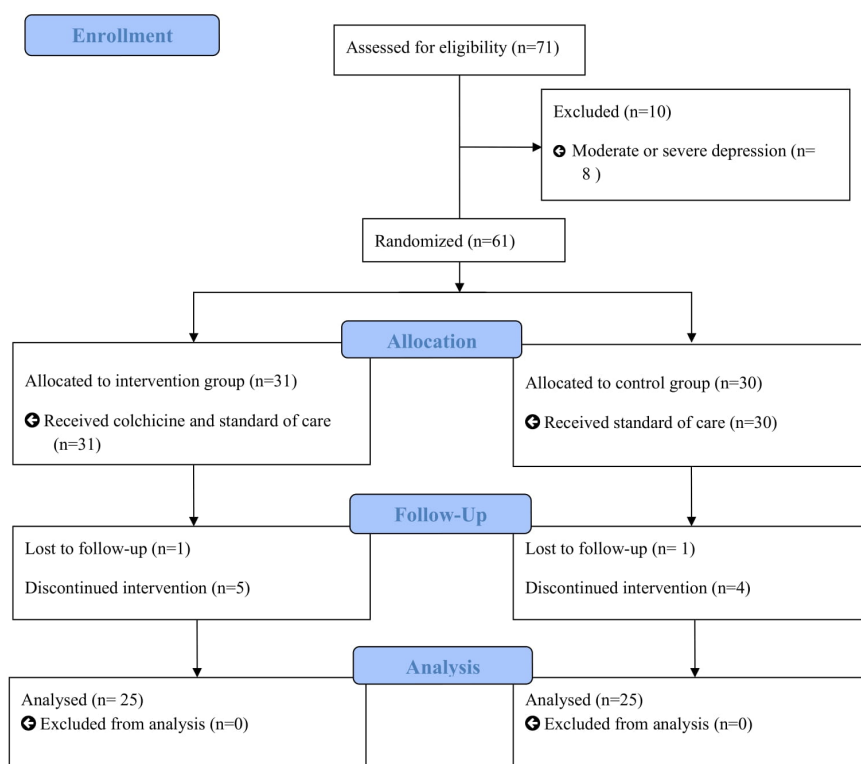 Enrollment
Assessed for eligibility (n=71)
Excluded (n=10)
Moderate or severe depression (n=
8 )
Randomized (n=61)
Allocation
Allocated to intervention group (n=31)
Received colchicine and standard of care
(n=31)
Allocated to control group (n=30)
Received standard of care (n=30)
Follow-Up
Lost to follow-up (n=1)
Discontinued intervention (n=5)
Lost to follow-up (n= 1)
Discontinued intervention (n=4)
Analysis
Analysed (n= 25)
Excluded from analysis (n=0)
Analysed (n=25)
Excluded from analysis (n=0)